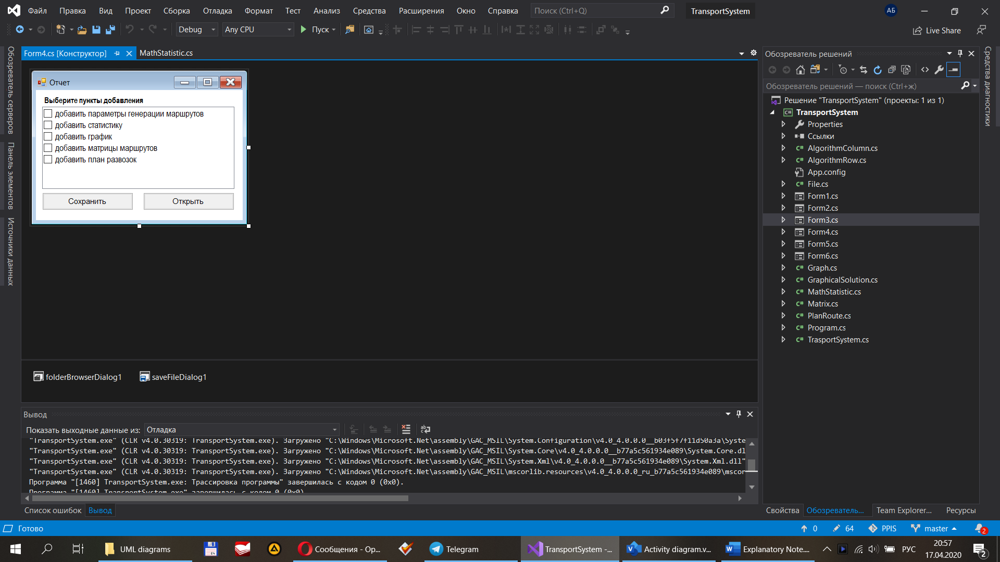 Файл Правка Вид Проект Сборка Отладка Формат Тест Анализ Средства Расширения Окно Справка Поиск (Ctrl+Q) TransportSystem АБ
Debug Any CPU Пуск Live Share
Обозреватель серверов
Панель элементов
Источники данных
Form4.cs [Конструктор] MathStatistic.cs
Отчет
Выберите пункты добавления
добавить параметры генерации маршрутов
добавить статистику
добавить график
добавить матрицы маршрутов
добавить план развозок
Сохранить Открыть
folderBrowserDialog1 saveFileDialog1
Вывод
Показать выходные данные из: Отладка
"TransportSystem.exe" (CLR v4.0.30319: TransportSystem.exe). Загружено "C:\Windows\Microsoft.Net\assembly\GAC_MSIL\System.Configuration\v4.0_4.0.0.0__b03f5f7f11d50a3a\Syste
"TransportSystem.exe" (CLR v4.0.30319: TransportSystem.exe). Загружено "C:\Windows\Microsoft.Net\assembly\GAC_MSIL\System.Core\v4.0_4.0.0.0__b77a5c561934e089\System.Core.dl
"TransportSystem.exe" (CLR v4.0.30319: TransportSystem.exe). Загружено "C:\Windows\Microsoft.Net\assembly\GAC_MSIL\System.Xml\v4.0_4.0.0.0__b77a5c561934e089\System.Xml.dll"
"TransportSystem.exe" (CLR v4.0.30319: TransportSystem.exe). Загружено "C:\Windows\Microsoft.Net\assembly\GAC_MSIL\mscorlib.resources\v4.0_4.0.0.0_ru_b77a5c561934e089\mscor
Программа "[1460] TransportSystem.exe: Трассировка программы" завершилась с кодом 0 (0x0).
Программа "[1460] TransportSystem.exe" завершилась с кодом 0 (0x0).
Список ошибок Вывод
Обозреватель решений
Обозреватель решений — поиск (Ctrl+ж)
Решение "TransportSystem" (проекты: 1 из 1)
TransportSystem
Properties
Ссылки
AlgorithmColumn.cs
AlgorithmRow.cs
App.config
File.cs
Form1.cs
Form2.cs
Form3.cs
Form4.cs
Form5.cs
Form6.cs
Graph.cs
GraphicalSolution.cs
MathStatistic.cs
Matrix.cs
PlanRoute.cs
Program.cs
TrasportSystem.cs
Свойства Обозреватель... Team Explorer... Ресурсы
Средства диагностики
Готово 0 64 PPIS master 2
UML diagrams 64 Сообщения - Op... Telegram TransportSystem -... Activity diagram.v... Explanatory Note.... РУС 20:57
17.04.2020 2